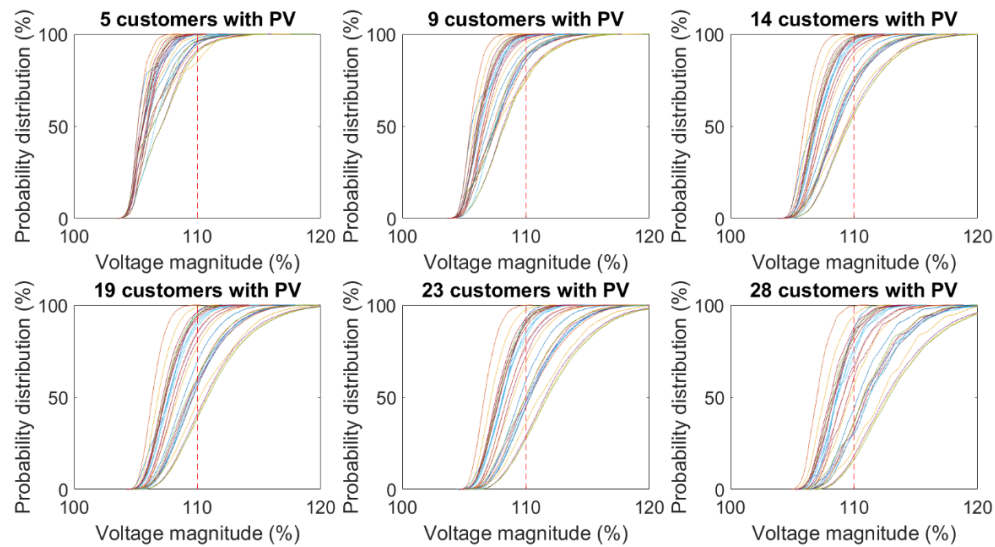 5 customers with PV
9 customers with PV
14 customers with PV
Probability distribution (%)
100
50
0
100
110
120
Voltage magnitude (%)
Probability distribution (%)
100
50
0
100
110
120
Voltage magnitude (%)
Probability distribution (%)
100
50
0
100
110
120
Voltage magnitude (%)
19 customers with PV
23 customers with PV
28 customers with PV
Probability distribution (%)
100
50
0
100
110
120
Voltage magnitude (%)
Probability distribution (%)
100
50
0
100
110
120
Voltage magnitude (%)
Probability distribution (%)
100
50
0
100
110
120
Voltage magnitude (%)